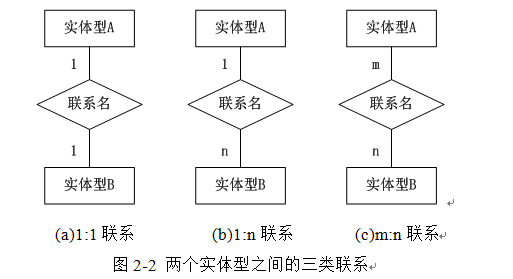 实体型A 实体型A 实体型A
1 1 m
联系名 联系名 联系名
1 n n
实体型B 实体型B 实体型B
(a)1:1 联系 (b)1:n 联系 (c)m:n 联系
图 2-2 两个实体型之间的三类联系